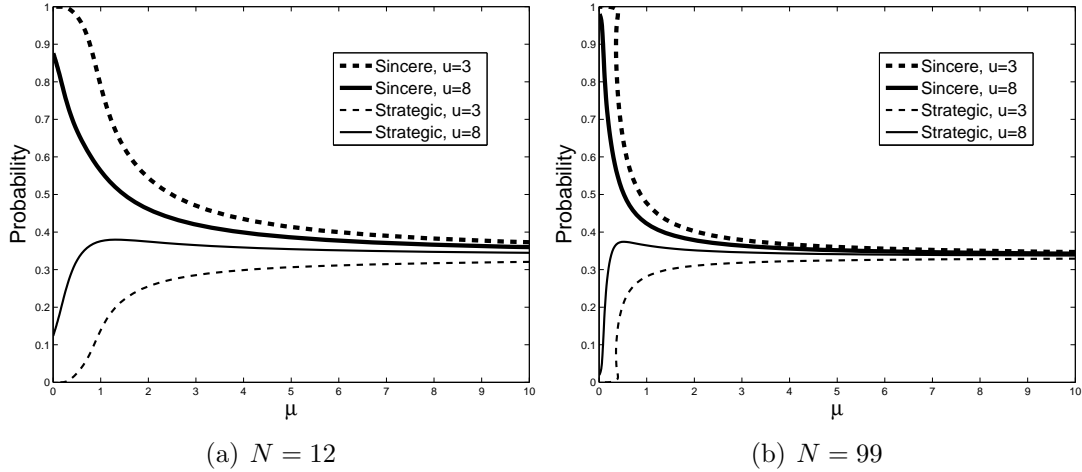 1
0.9
0.8
0.7
0.6
0.5
0.4
0.3
0.2
0.1
0
Probability
0 1 2 3 4 5 6 7 8 9 10
μ
Sincere, u=3
Sincere, u=8
Strategic, u=3
Strategic, u=8
(a) N = 12
1
0.9
0.8
0.7
0.6
0.5
0.4
0.3
0.2
0.1
0
Probability
0 1 2 3 4 5 6 7 8 9 10
μ
Sincere, u=3
Sincere, u=8
Strategic, u=3
Strategic, u=8
(b) N = 99